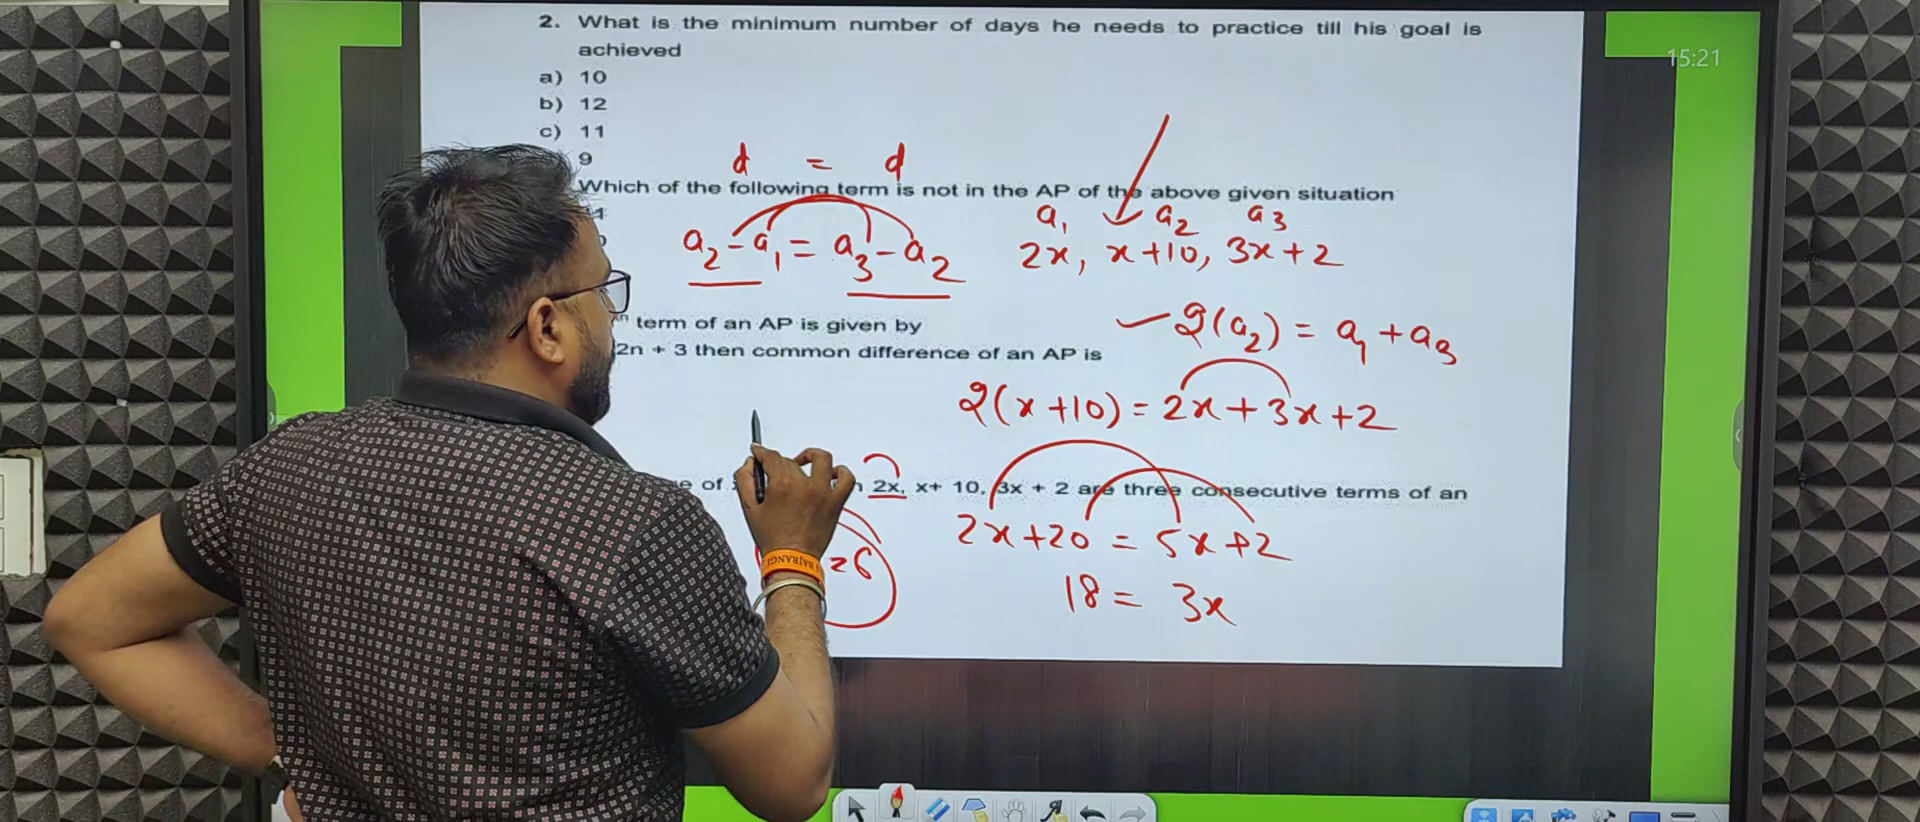 2. What is the minimum number of days he needs to practice till his goal is
achieved
a) 10
b) 12
c) 11
9
15:21
d = d
Which of the following term is not in the AP of the above given situation
a₂ - a₁ = a₃ - a₂
a₁ a₂ a₃
2x, x+10, 3x+2
term of an AP is given by
2n + 3 then common difference of an AP is
2(a₂) = a₁ + a₃
2(x+10) = 2x+3x+2
of 2x, x+ 10, 3x + 2 are three consecutive terms of an
2x+20 = 5x+2
=6
18 = 3x
BAJRANG